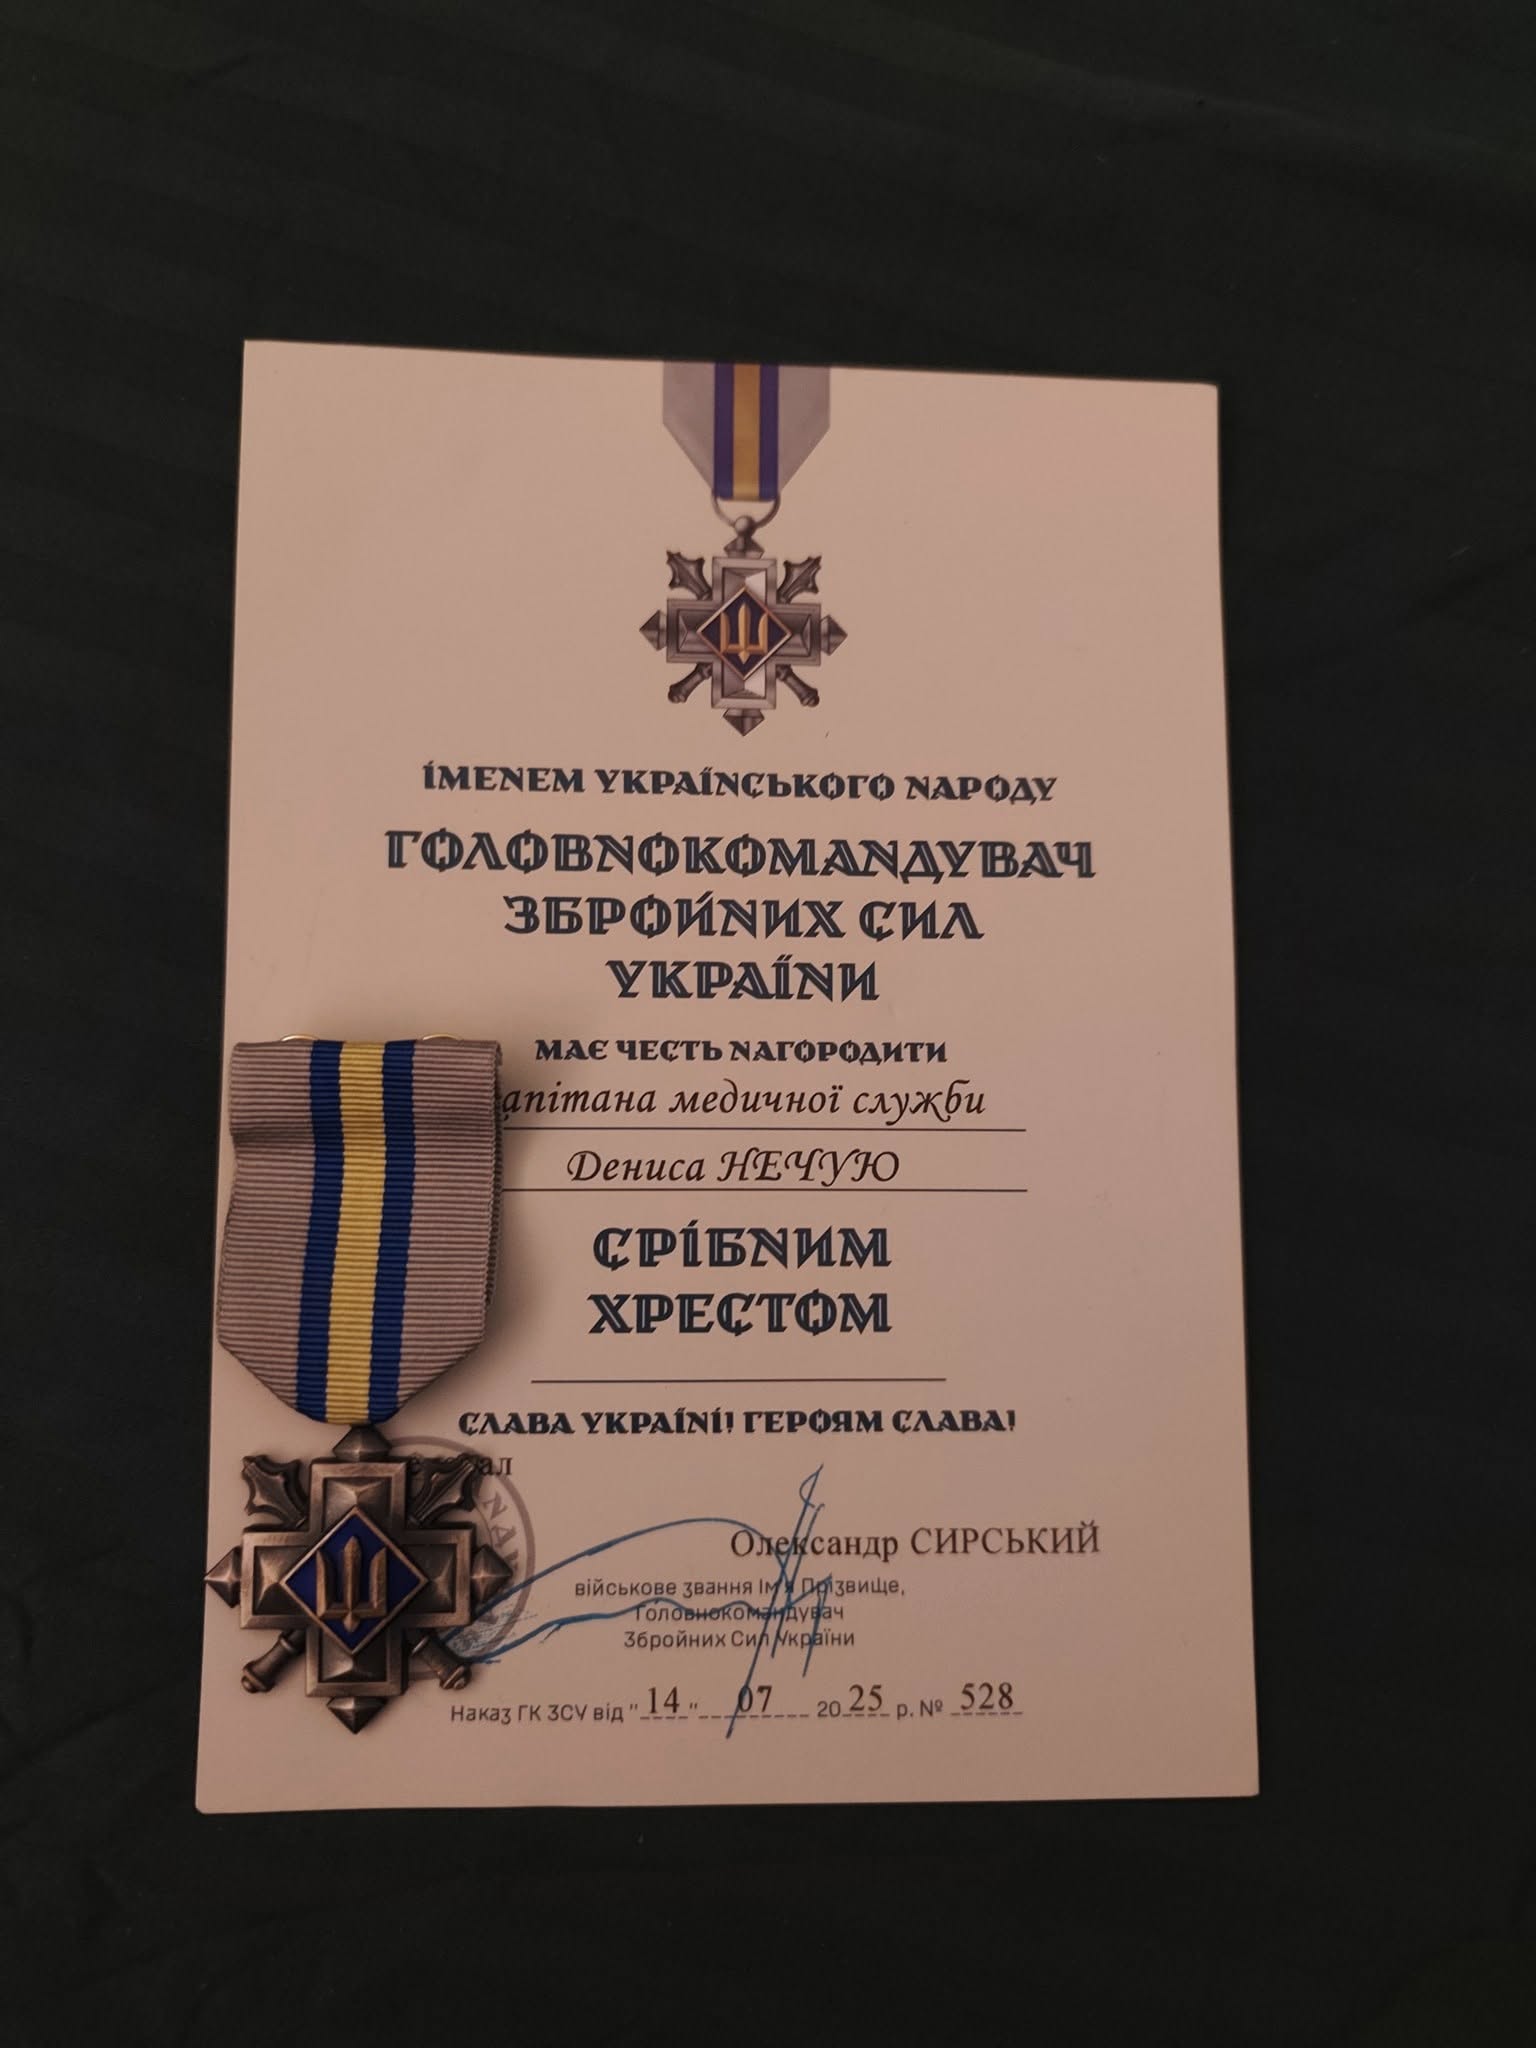 ІМЕНЕМ УКРАЇНСЬКОГО НАРОДУ
ГОЛОВНОКОМАНДУВАЧ
ЗБРОЙНИХ СИЛ
УКРАЇНИ
МАЄ ЧЕСТЬ НАГОРОДИТИ
апітана медичної служби
Дениса НЕЧУЮ
СРІБНИМ
ХРЕСТОМ
СЛАВА УКРАЇНІ! ГЕРОЯМ СЛАВА!
Олександр СИРСЬКИЙ
військове звання Ім'я Прізвище,
Головнокомандувач
Збройних Сил України
Наказ ГК ЗСУ від "14" 07 2025 р. № 528